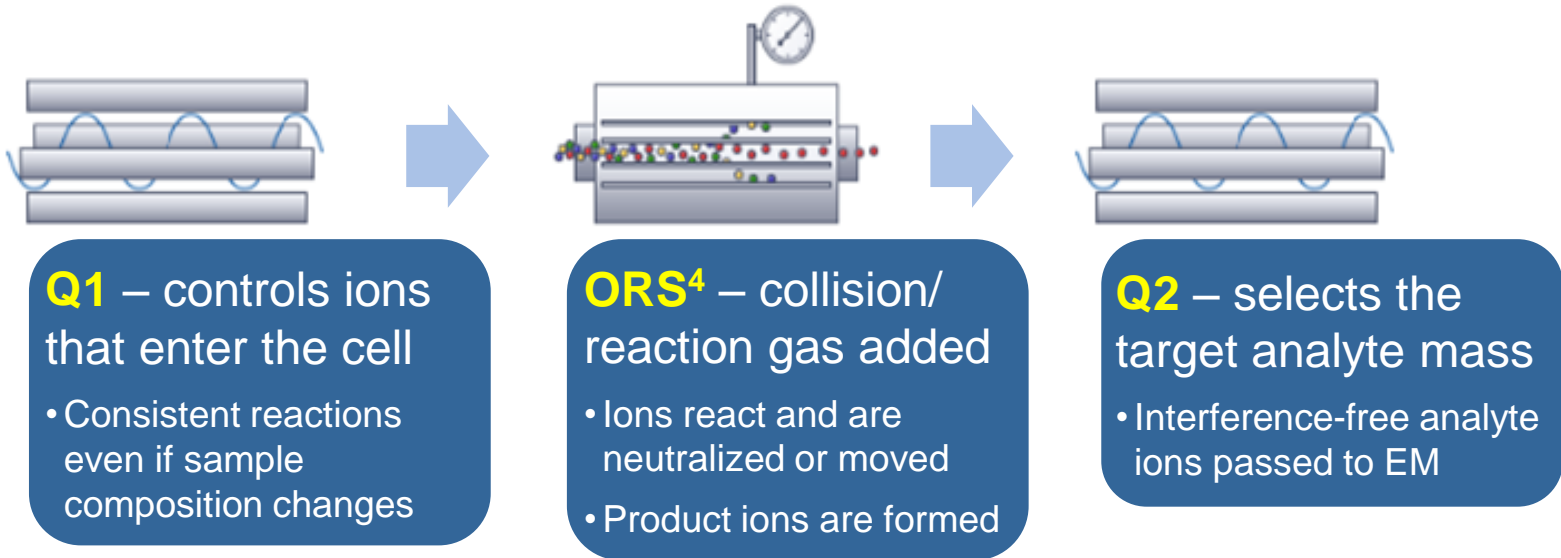 Q1 – controls ions
that enter the cell
• Consistent reactions
even if sample
composition changes
ORS⁴ – collision/
reaction gas added
• Ions react and are
neutralized or moved
• Product ions are formed
Q2 – selects the
target analyte mass
• Interference-free analyte
ions passed to EM